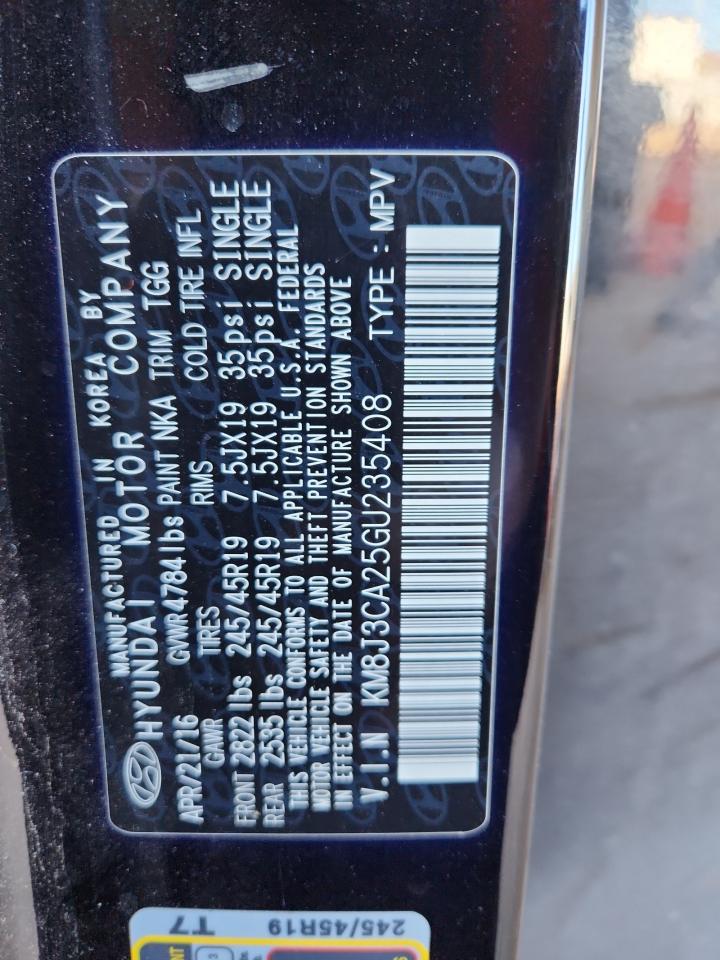 MANUFACTURED IN KOREA BY
HYUNDAI MOTOR COMPANY
APR/21/16 GVWR 4784 lbs PAINT NKA TRIM TGG
GAWR TIRES RIMS COLD TIRE INFL
FRONT 2822 lbs 245/45R19 7.5JX19 35psi SINGLE
REAR 2535 lbs 245/45R19 7.5JX19 35psi SINGLE
THIS VEHICLE CONFORMS TO ALL APPLICABLE U.S.A. FEDERAL
MOTOR VEHICLE SAFETY AND THEFT PREVENTION STANDARDS
IN EFFECT ON THE DATE OF MANUFACTURE SHOWN ABOVE
V.I.N KM8J3CA25GU235408 TYPE : MPV
T7
245/45R19